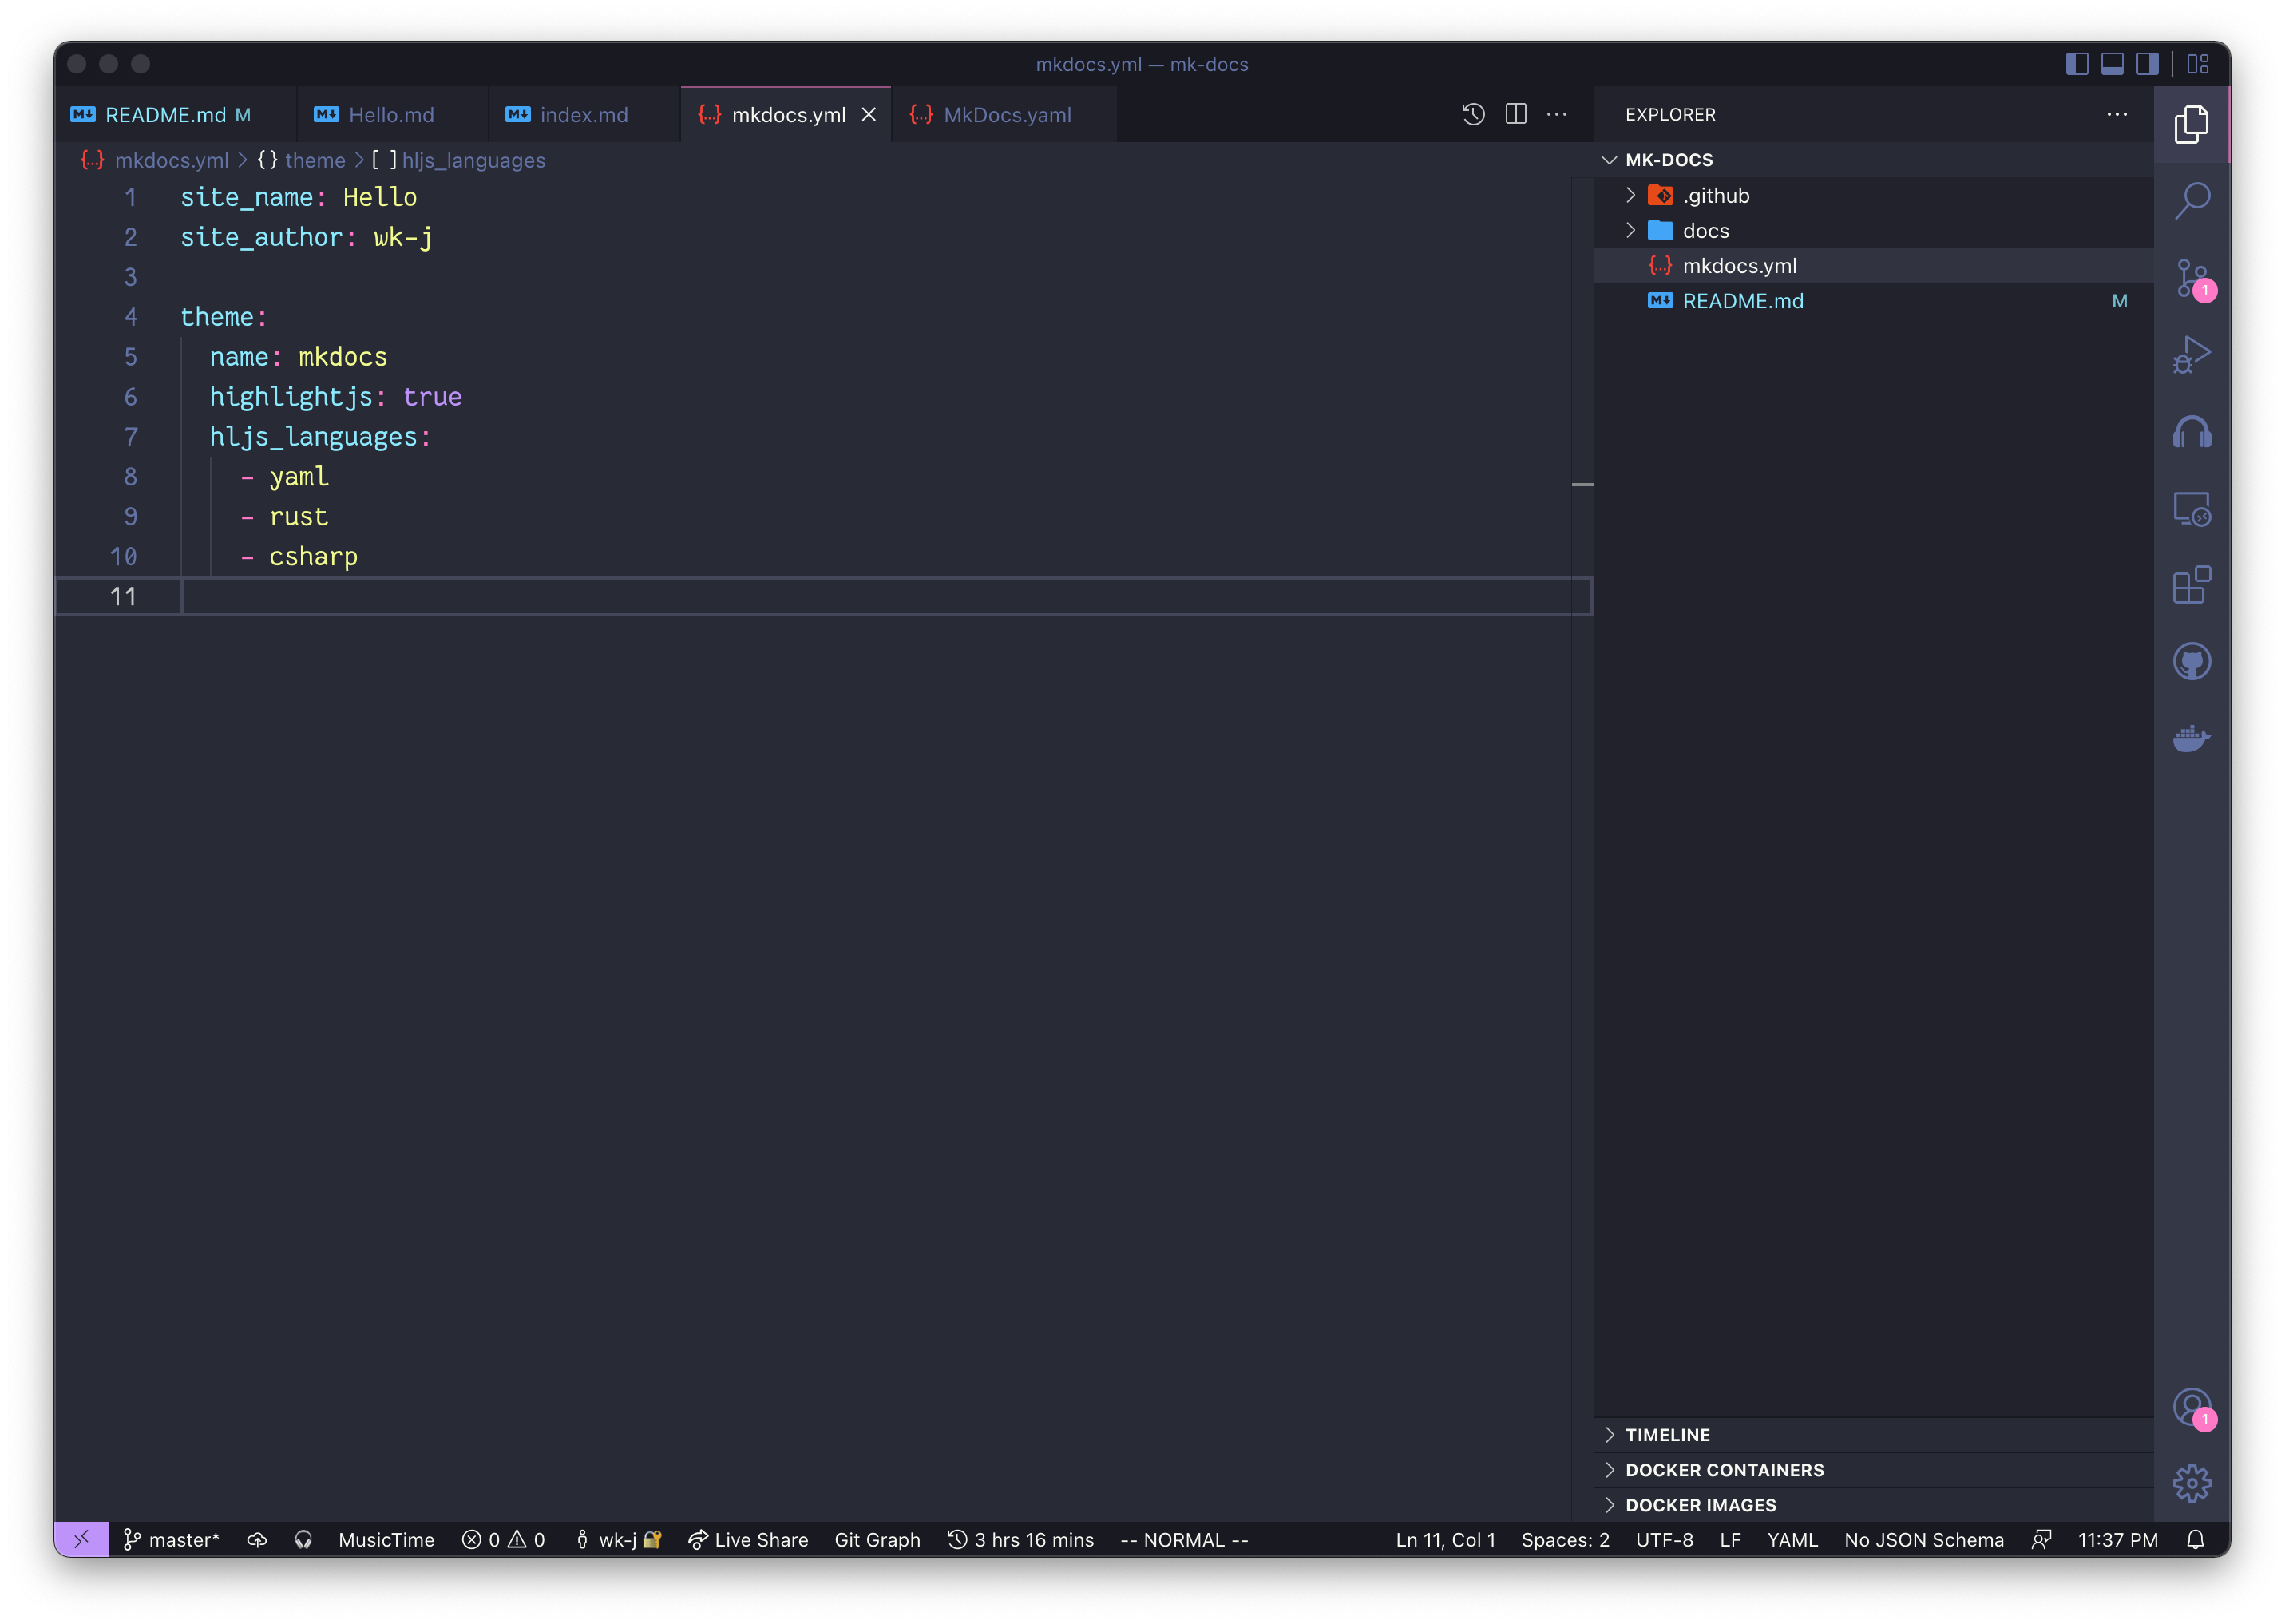 mkdocs.yml — mk-docs
README.md M
Hello.md
index.md
mkdocs.yml
MkDocs.yaml
mkdocs.yml > {} theme > [ ] hljs_languages
1 site_name: Hello
2 site_author: wk-j
3
4 theme:
5 name: mkdocs
6 highlightjs: true
7 hljs_languages:
8 - yaml
9 - rust
10 - csharp
11
EXPLORER
MK-DOCS
.github
docs
mkdocs.yml
README.md M
1
1
TIMELINE
DOCKER CONTAINERS
DOCKER IMAGES
master* MusicTime 0 0 wk-j Live Share Git Graph 3 hrs 16 mins -- NORMAL -- Ln 11, Col 1 Spaces: 2 UTF-8 LF YAML No JSON Schema 11:37 PM